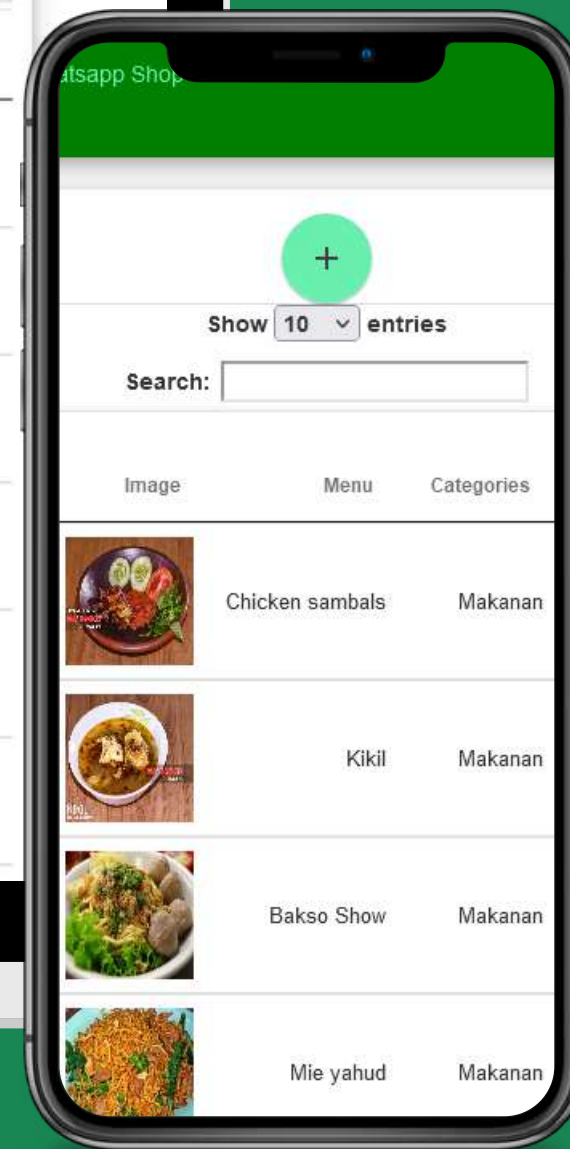 atsapp Shop
+
Show 10 entries
Search:
Image Menu Categories
Chicken sambals Makanan
Kikil Makanan
Bakso Show Makanan
Mie yahud Makanan